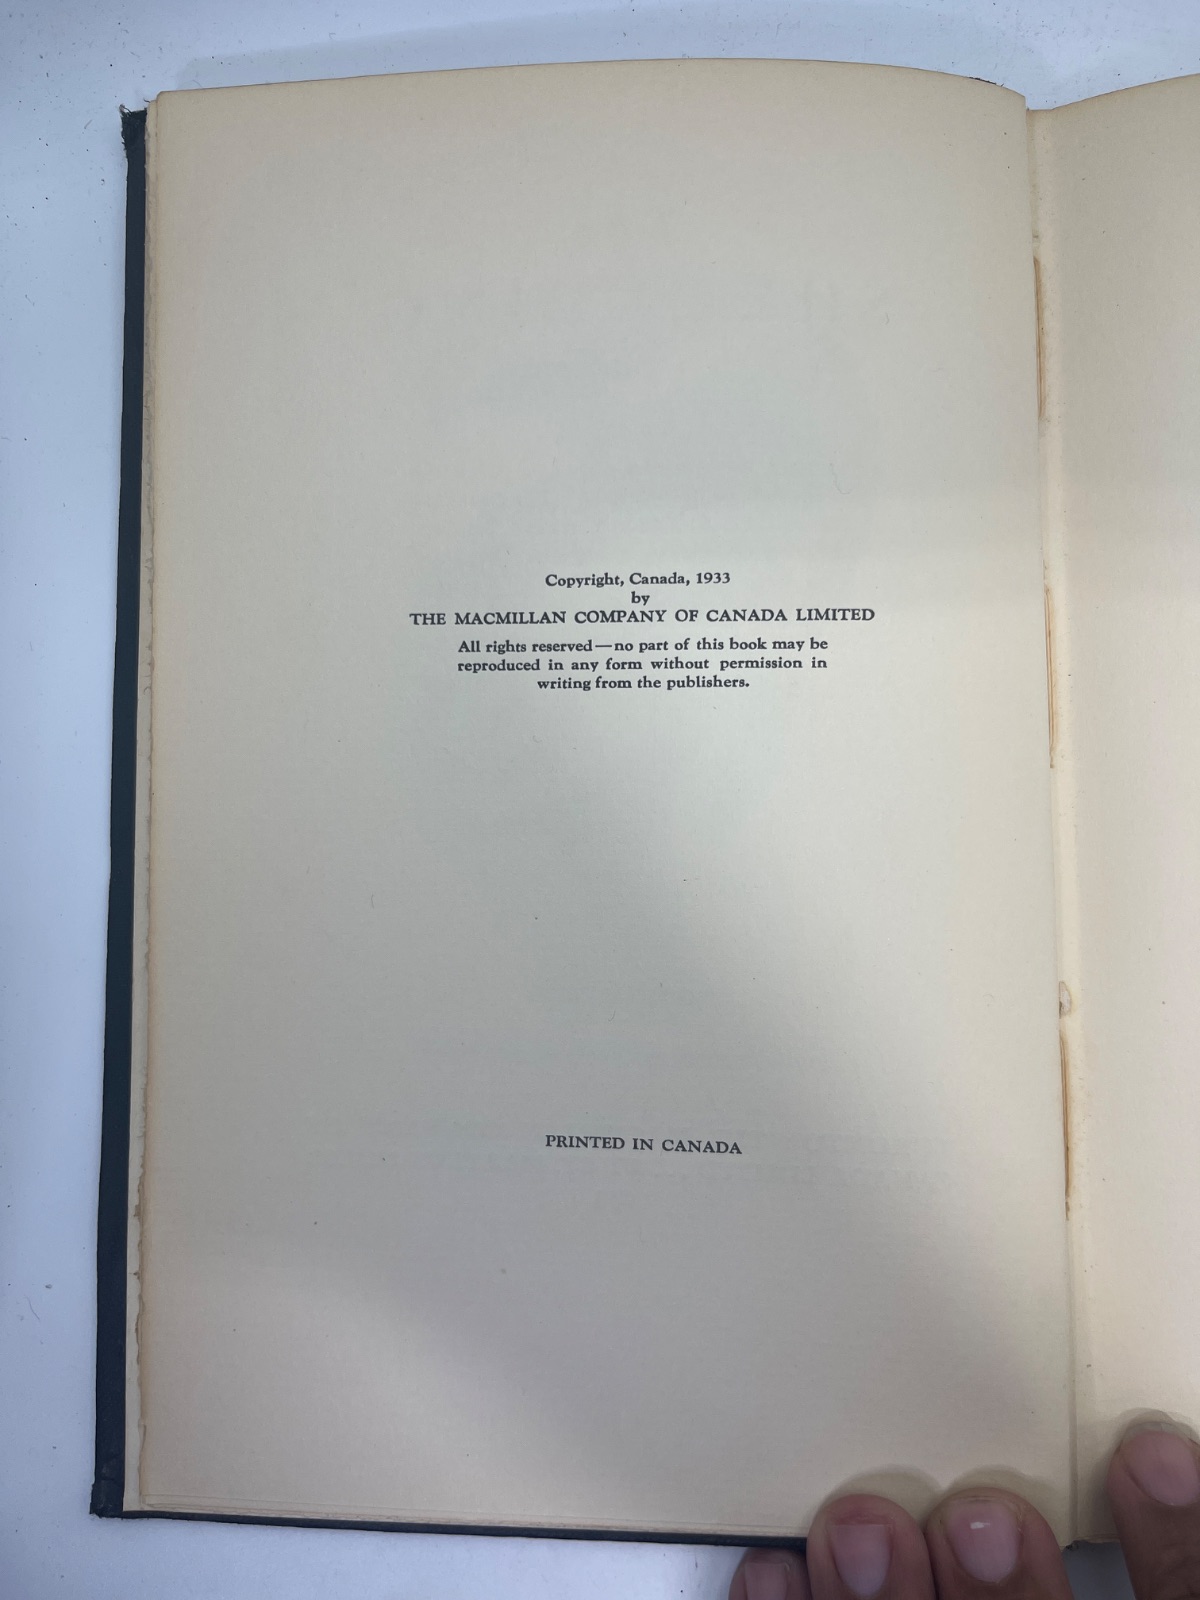 Copyright, Canada, 1933
by
THE MACMILLAN COMPANY OF CANADA LIMITED
All rights reserved—no part of this book may be
reproduced in any form without permission in
writing from the publishers.
PRINTED IN CANADA